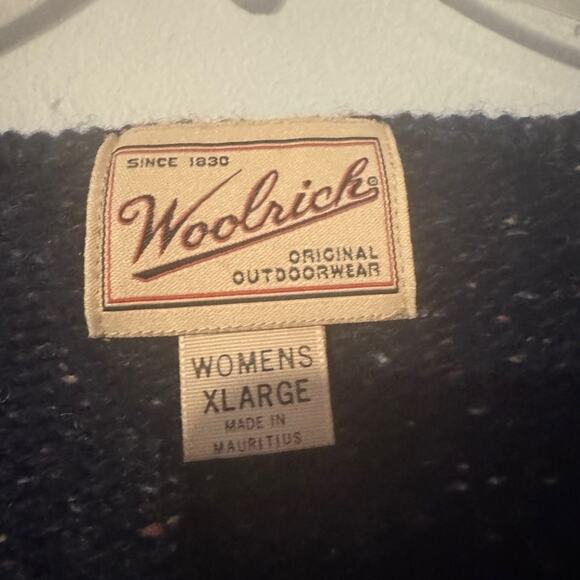 SINCE 1830
Woolrich®
ORIGINAL
OUTDOORWEAR
WOMENS
XLARGE
MADE IN
MAURITIUS